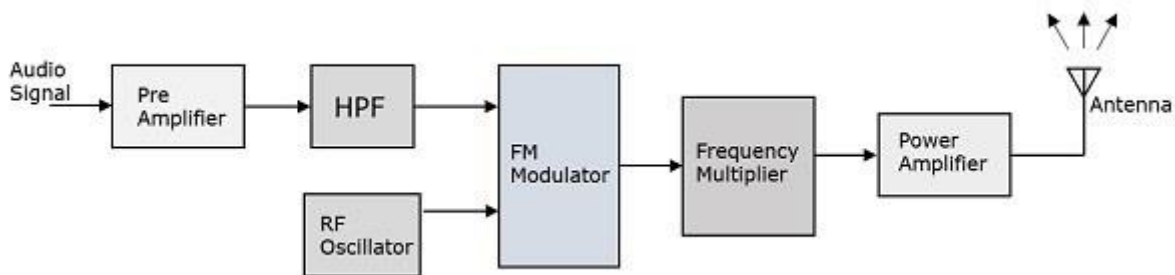 Audio
Signal
Pre
Amplifier
HPF
RF
Oscillator
FM
Modulator
Frequency
Multiplier
Power
Amplifier
Antenna